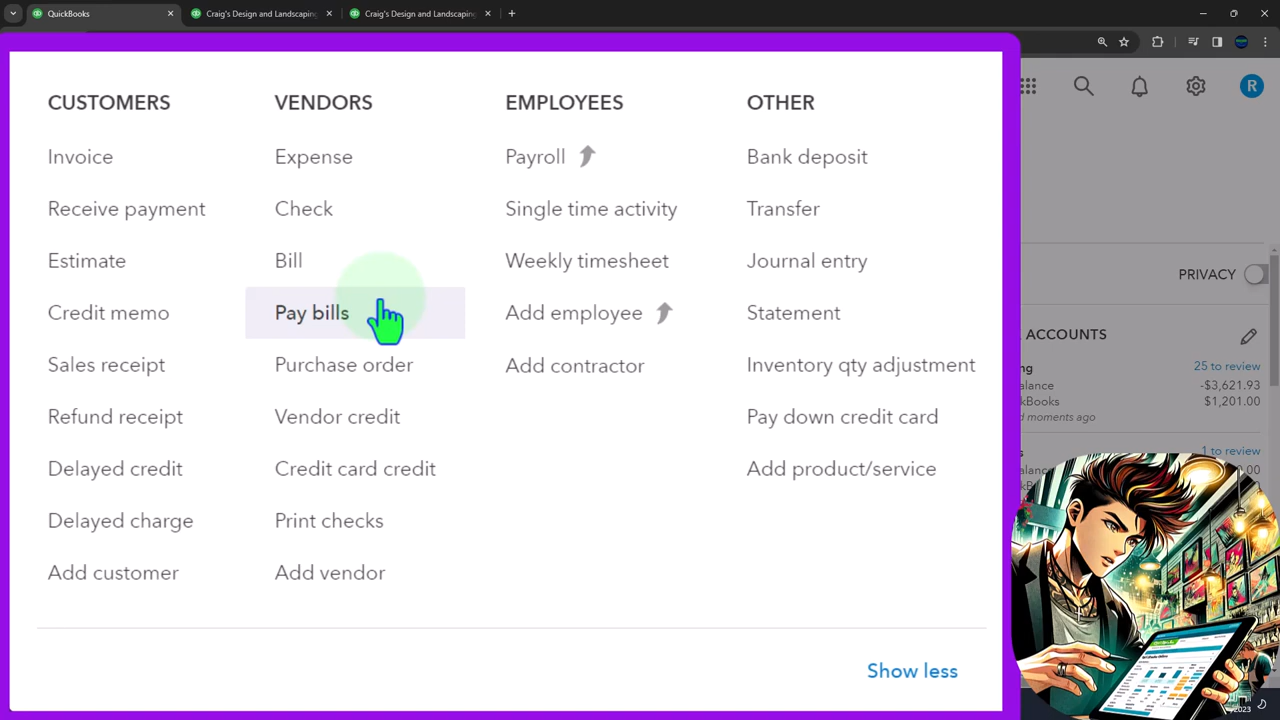 QuickBooks
Craig's Design and Landscaping
Craig's Design and Landscaping
CUSTOMERS
Invoice
Receive payment
Estimate
Credit memo
Sales receipt
Refund receipt
Delayed credit
Delayed charge
Add customer
VENDORS
Expense
Check
Bill
Pay bills
Purchase order
Vendor credit
Credit card credit
Print checks
Add vendor
EMPLOYEES
Payroll
Single time activity
Weekly timesheet
Add employee
Add contractor
OTHER
Bank deposit
Transfer
Journal entry
Statement
Inventory qty adjustment
Pay down credit card
Add product/service
Show less
R
PRIVACY
ACCOUNTS
25 to review
-$3,621.93
$1,201.00
moments ago
1 to review